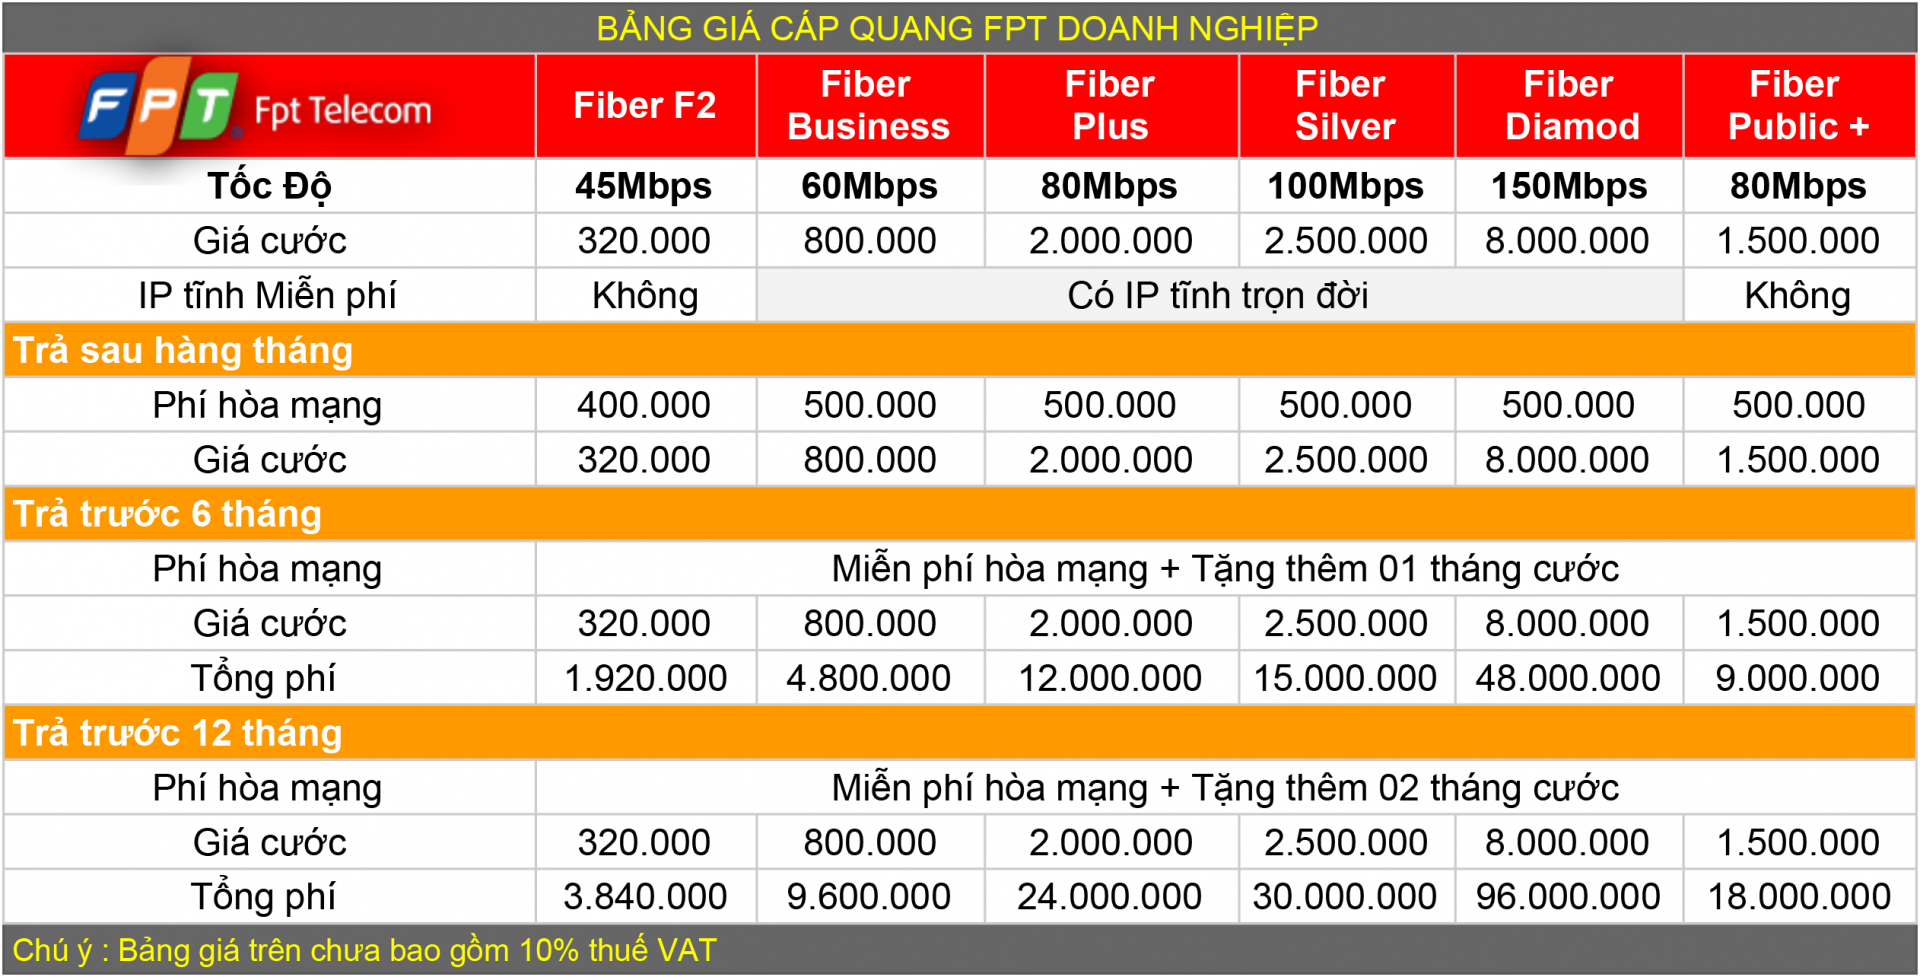 BẢNG GIÁ CÁP QUANG FPT DOANH NGHIỆP
FPT Fpt Telecom Fiber F2 Fiber Business Fiber Plus Fiber Silver Fiber Diamod Fiber Public +
Tốc Độ 45Mbps 60Mbps 80Mbps 100Mbps 150Mbps 80Mbps
Giá cước 320.000 800.000 2.000.000 2.500.000 8.000.000 1.500.000
IP tĩnh Miễn phí Không Có IP tĩnh trọn đời Không
Trả sau hàng tháng
Phí hòa mạng 400.000 500.000 500.000 500.000 500.000 500.000
Giá cước 320.000 800.000 2.000.000 2.500.000 8.000.000 1.500.000
Trả trước 6 tháng
Phí hòa mạng Miễn phí hòa mạng + Tặng thêm 01 tháng cước
Giá cước 320.000 800.000 2.000.000 2.500.000 8.000.000 1.500.000
Tổng phí 1.920.000 4.800.000 12.000.000 15.000.000 48.000.000 9.000.000
Trả trước 12 tháng
Phí hòa mạng Miễn phí hòa mạng + Tặng thêm 02 tháng cước
Giá cước 320.000 800.000 2.000.000 2.500.000 8.000.000 1.500.000
Tổng phí 3.840.000 9.600.000 24.000.000 30.000.000 96.000.000 18.000.000
Chú ý : Bảng giá trên chưa bao gồm 10% thuế VAT